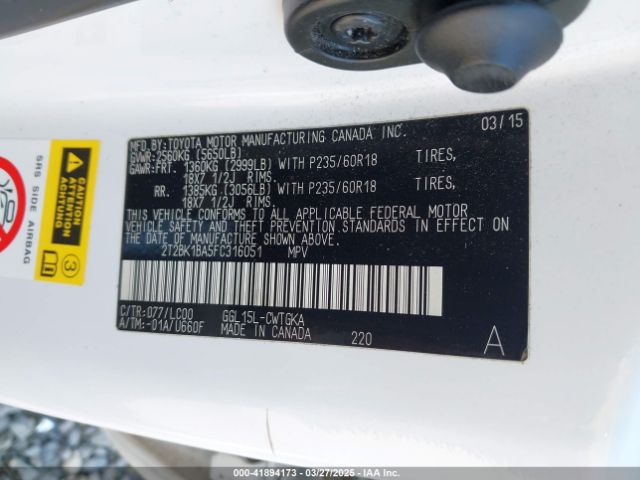 MFD.BY: TOYOTA MOTOR MANUFACTURING CANADA INC. 03/15
GVWR: 2560KG (5650LB)
GAWR: FRT. 1360KG (2999LB) WITH P235/60R18 TIRES,
18X7 1/2J RIMS.
RR. 1385KG (3056LB) WITH P235/60R18 TIRES,
18X7 1/2J RIMS.
THIS VEHICLE CONFORMS TO ALL APPLICABLE FEDERAL MOTOR
VEHICLE SAFETY AND THEFT PREVENTION STANDARDS IN EFFECT ON
THE DATE OF MANUFACTURE SHOWN ABOVE.
2T2BK1BA5FC316051 MPV
C/TR: 077/LC00 GGL15L-CWTGKA
A/TM: -01A/U660F MADE IN CANADA 220 A
SRS SIDE AIRBAG
CAUTION
ATTENTION
ACHTUNG
3
000-41894173 - 03/27/2025 - IAAI.COM